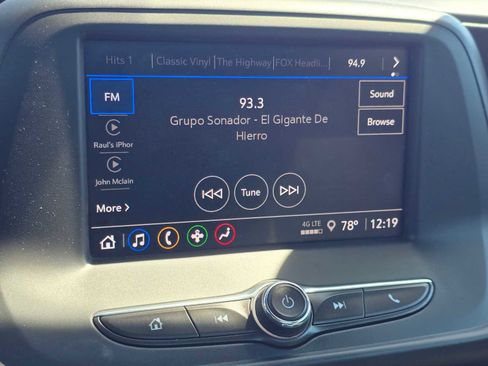 Hits 1 Classic Vinyl The Highway FOX Headli... 94.9
FM
93.3
Sound
Grupo Sonador - El Gigante De
Hierro
Browse
Raul's iPhor
John Mclain
Tune
More
4G LTE
78° 12:19